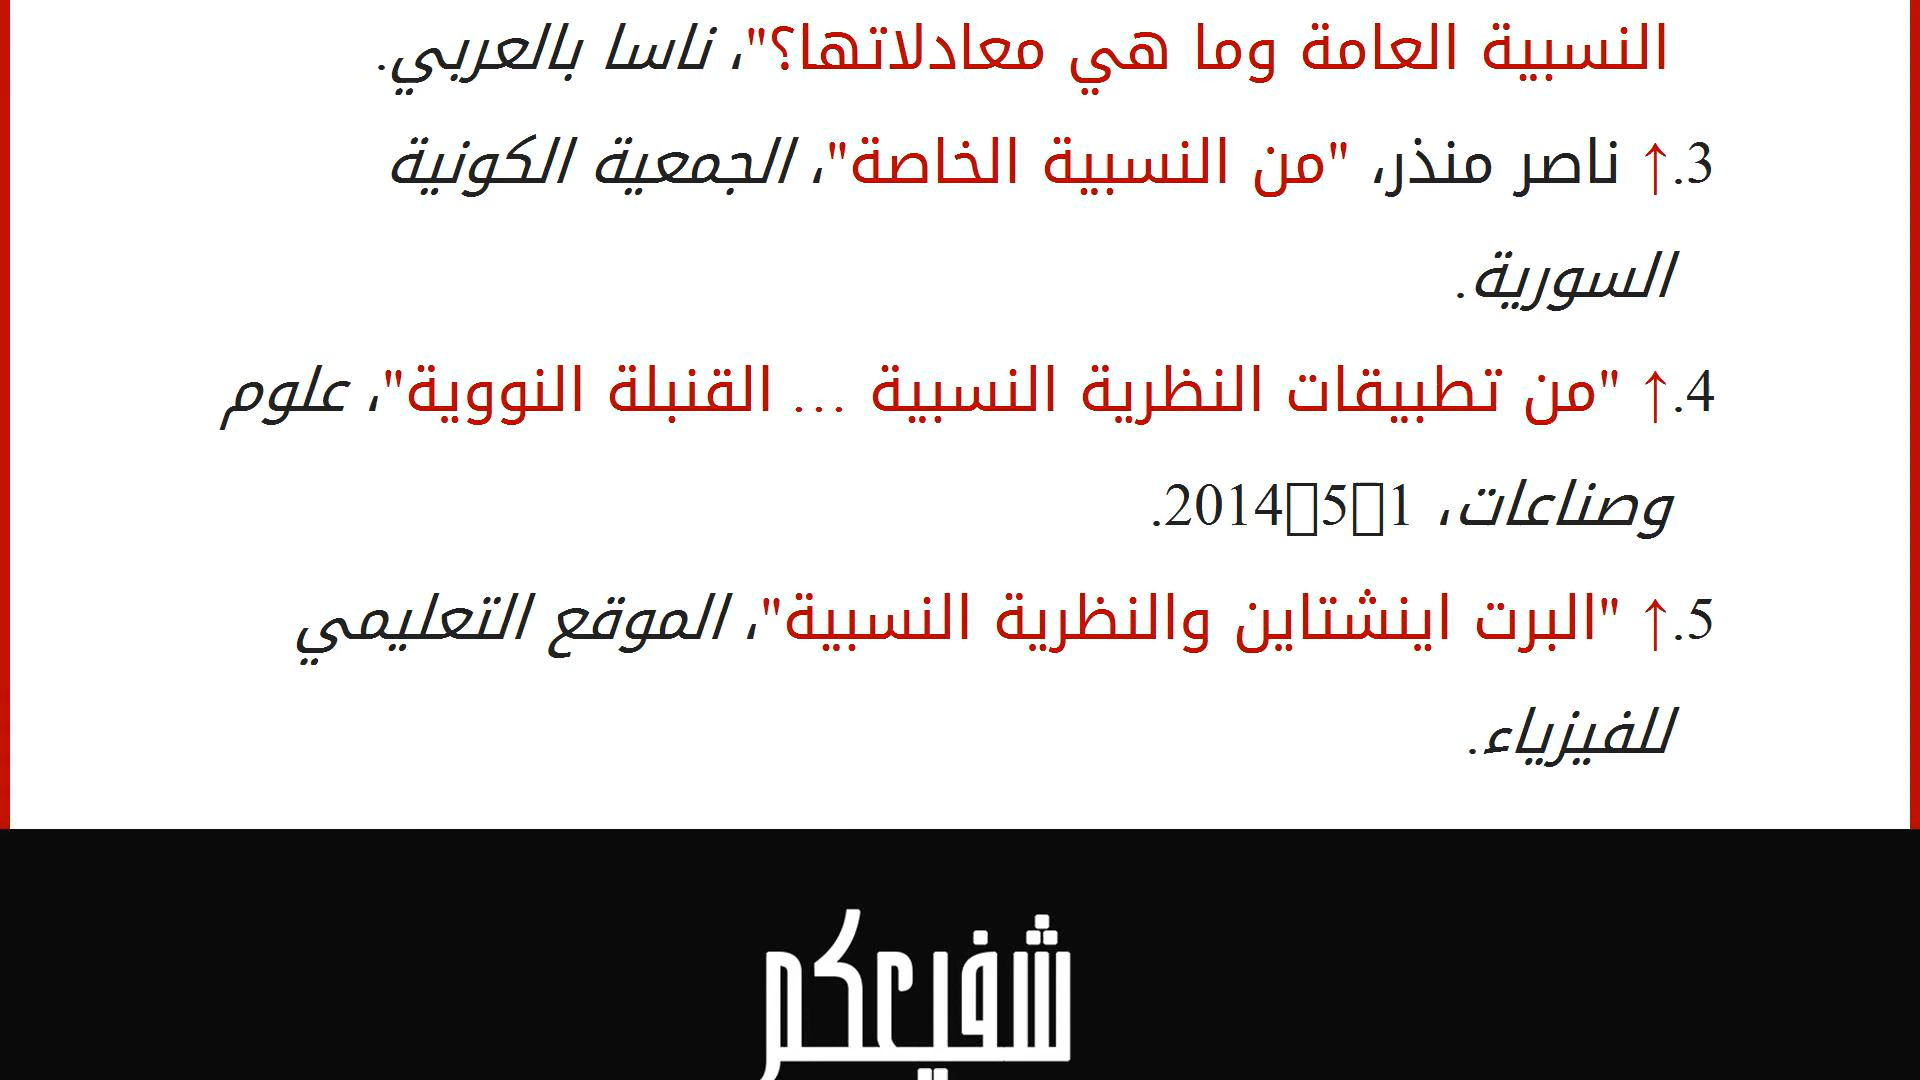 النسبية العامة وما هي معادلاتها؟"، ناسا بالعربي.
3.↑ ناصر منذر، "من النسبية الخاصة"، الجمعية الكونية
السورية.
4.↑ "من تطبيقات النظرية النسبية ... القنبلة النووية"، علوم
وصناعات، 1▯5▯2014.
5.↑ "البرت اينشتاين والنظرية النسبية"، الموقع التعليمي
للفيزياء.
شفيعكم